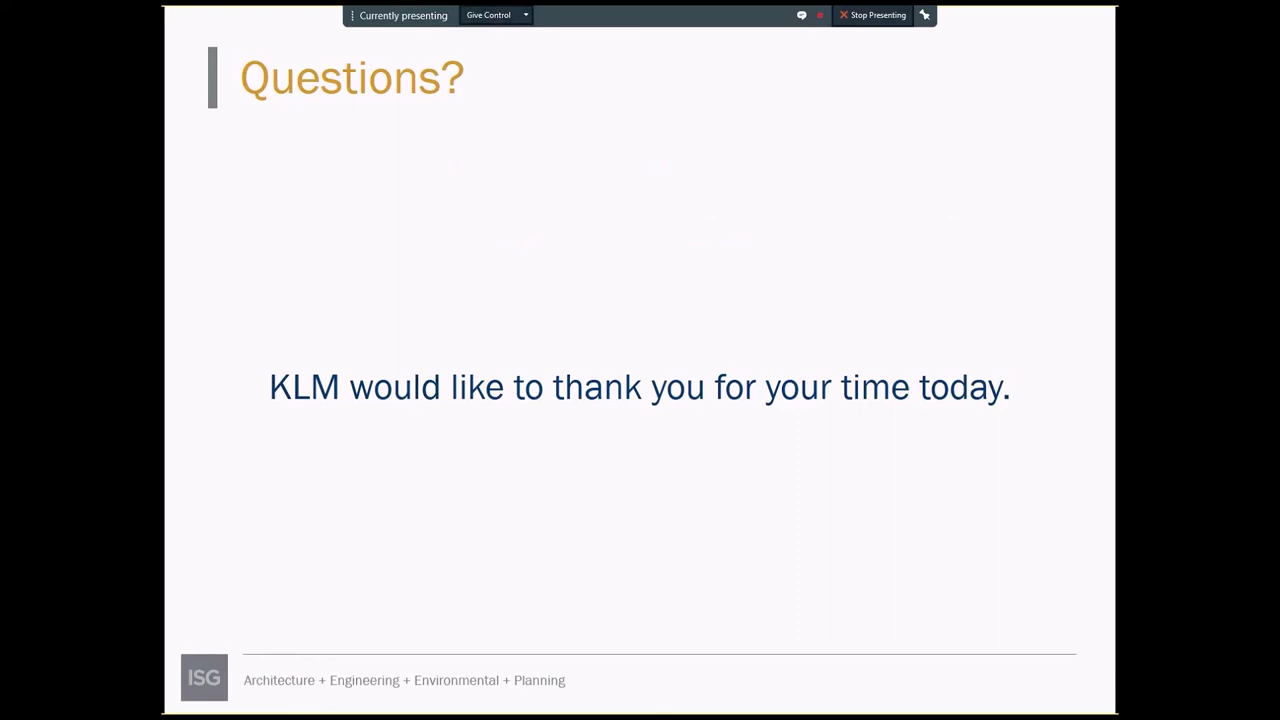 Currently presenting Give Control Stop Presenting
Questions?
KLM would like to thank you for your time today.
ISG
Architecture + Engineering + Environmental + Planning